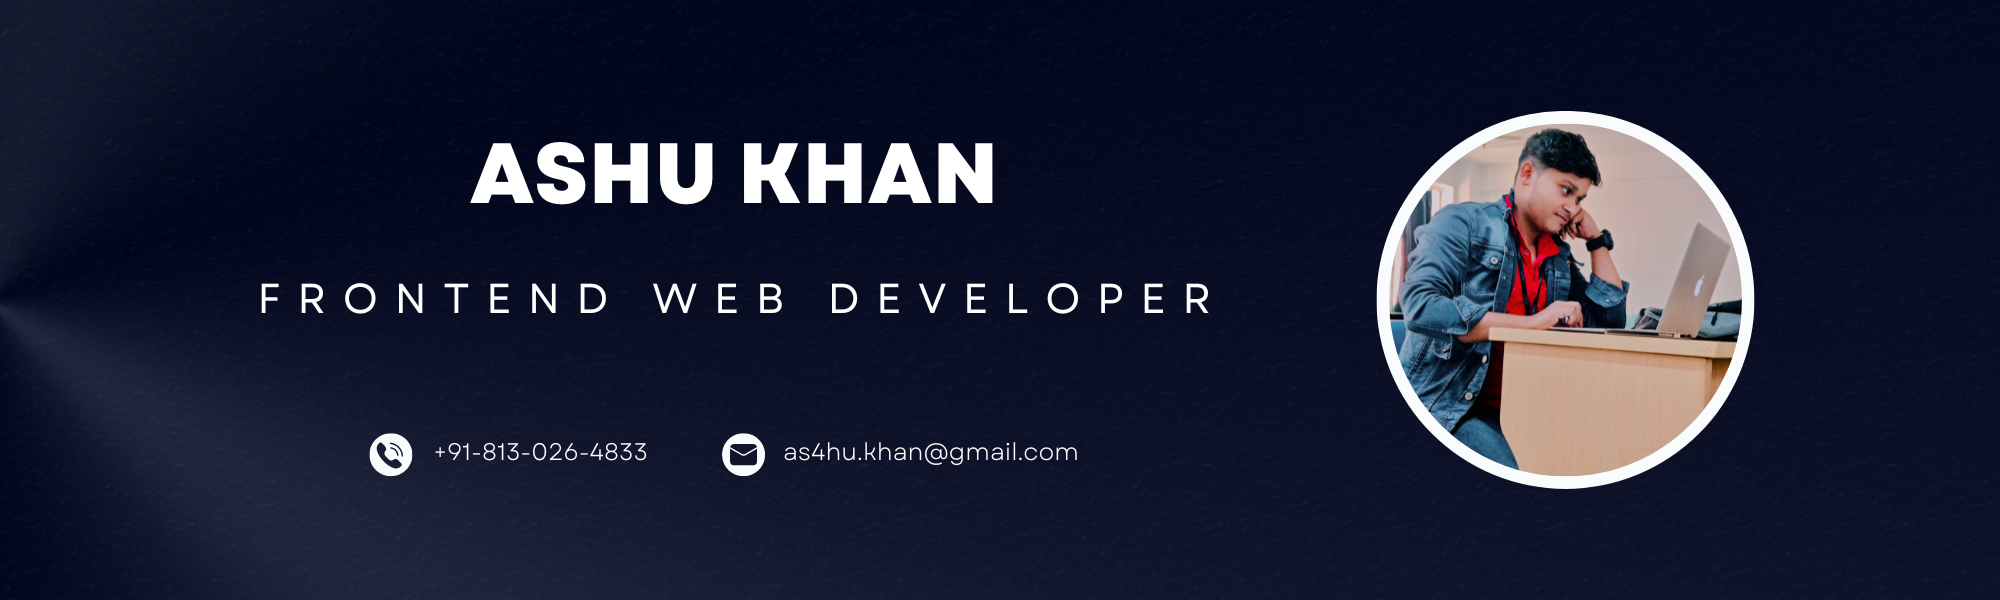 ASHU KHAN
FRONTEND WEB DEVELOPER
+91-813-026-4833
as4hu.khan@gmail.com